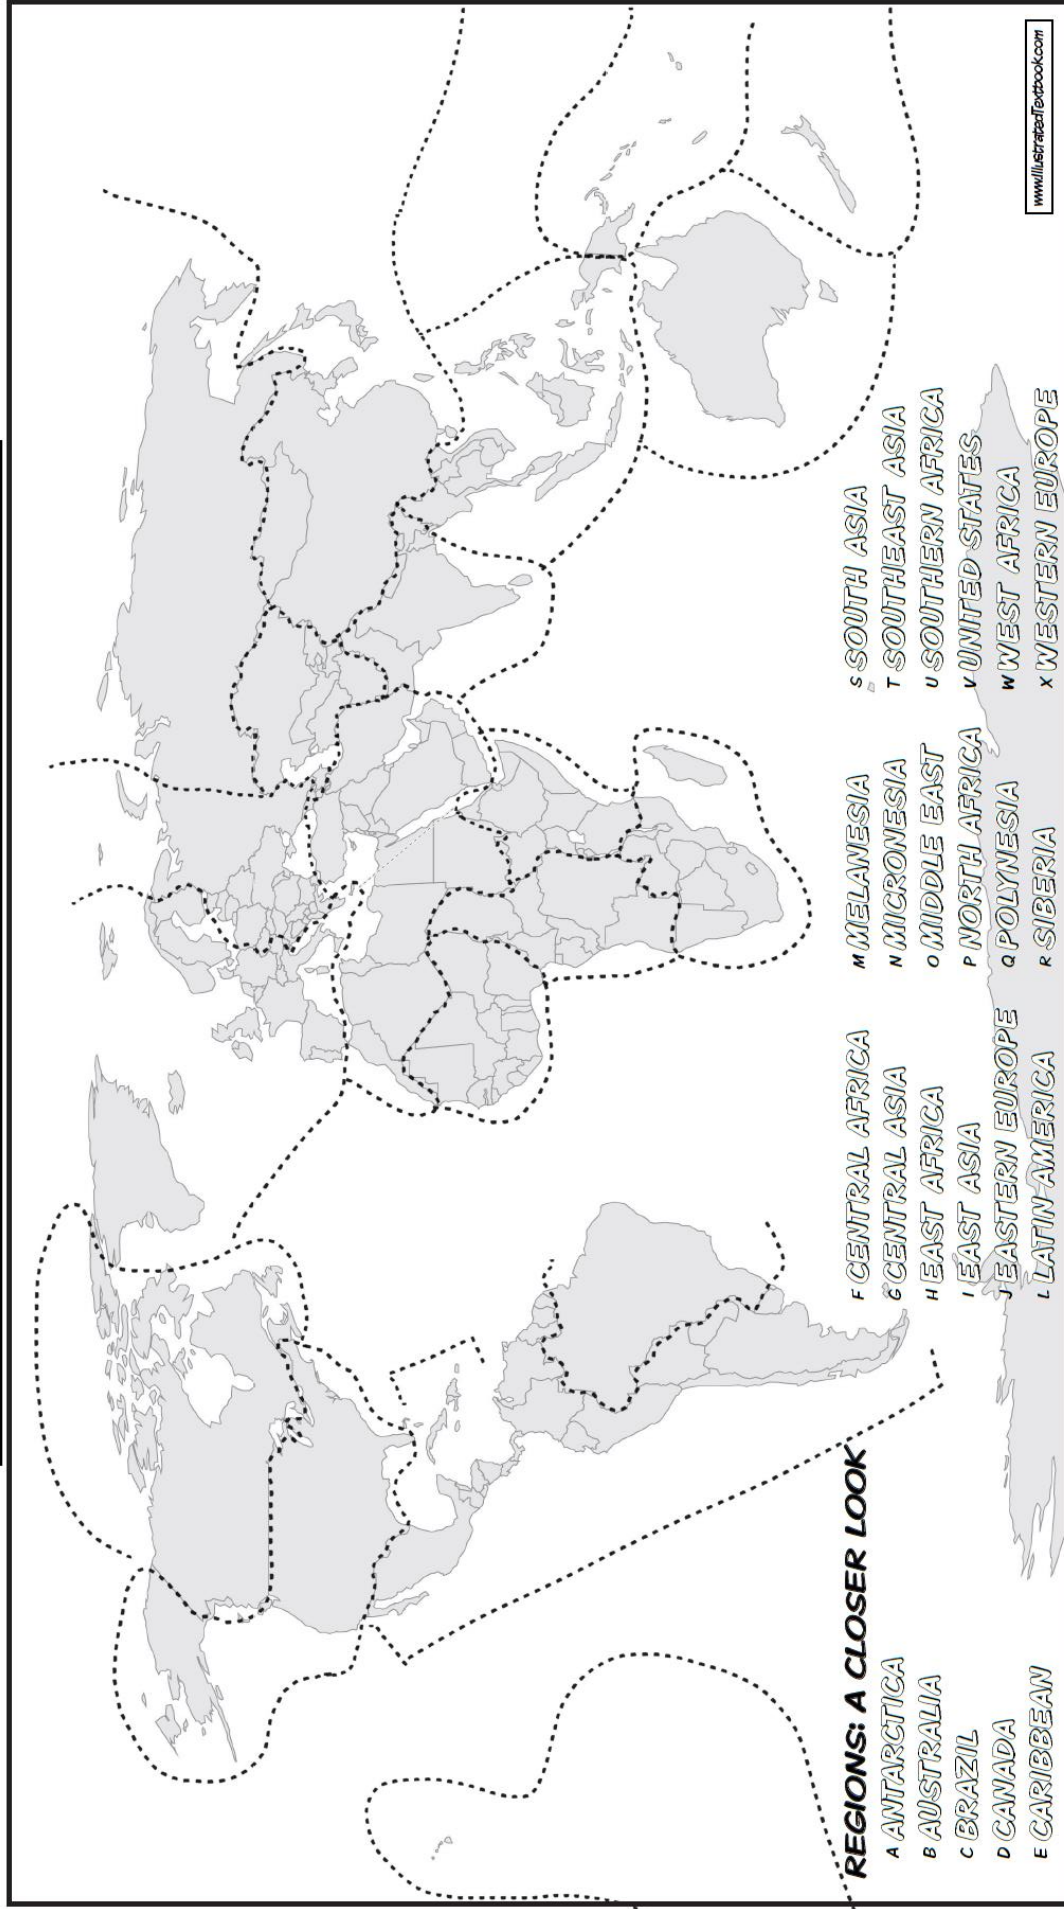 www.IllustratedTextbook.com
REGIONS: A CLOSER LOOK
A ANTARCTICA
B AUSTRALIA
C BRAZIL
D CANADA
E CARIBBEAN
F CENTRAL AFRICA
G CENTRAL ASIA
H EAST AFRICA
I EAST ASIA
J EASTERN EUROPE
L LATIN AMERICA
M MELANESIA
N MICRONESIA
O MIDDLE EAST
P NORTH AFRICA
Q POLYNESIA
R SIBERIA
S SOUTH ASIA
T SOUTHEAST ASIA
U SOUTHERN AFRICA
V UNITED STATES
W WEST AFRICA
X WESTERN EUROPE